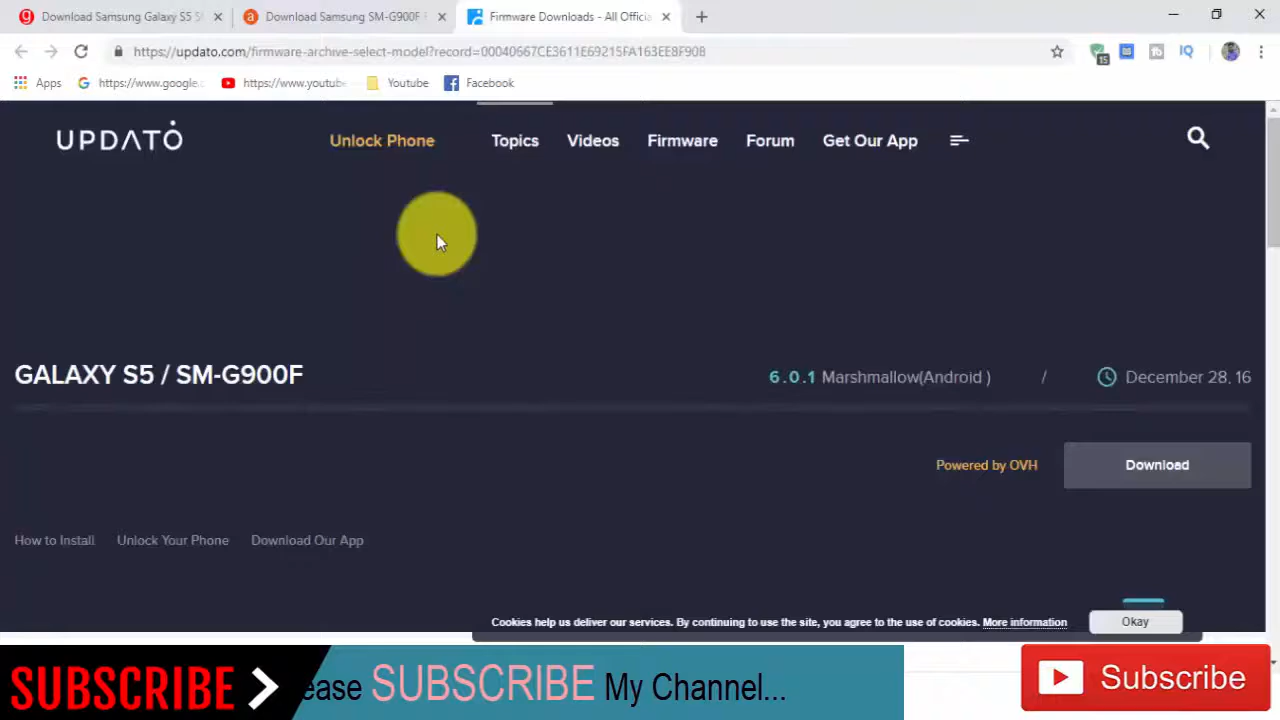 Download Samsung Galaxy S5 S
Download Samsung SM-G900F
Firmware Downloads - All Officia
https://updato.com/firmware-archive-select-model?record=00040667CE3611E69215FA163EE8F908
15
IQ
Apps
https://www.google.c
https://www.youtube
Youtube
Facebook
UPDATO
Unlock Phone
Topics
Videos
Firmware
Forum
Get Our App
GALAXY S5 / SM-G900F
6.0.1 Marshmallow(Android )
/
December 28, 16
Powered by OVH
Download
How to Install
Unlock Your Phone
Download Our App
Cookies help us deliver our services. By continuing to use the site, you agree to the use of cookies. More information
Okay
SUBSCRIBE
ease SUBSCRIBE My Channel...
Subscribe